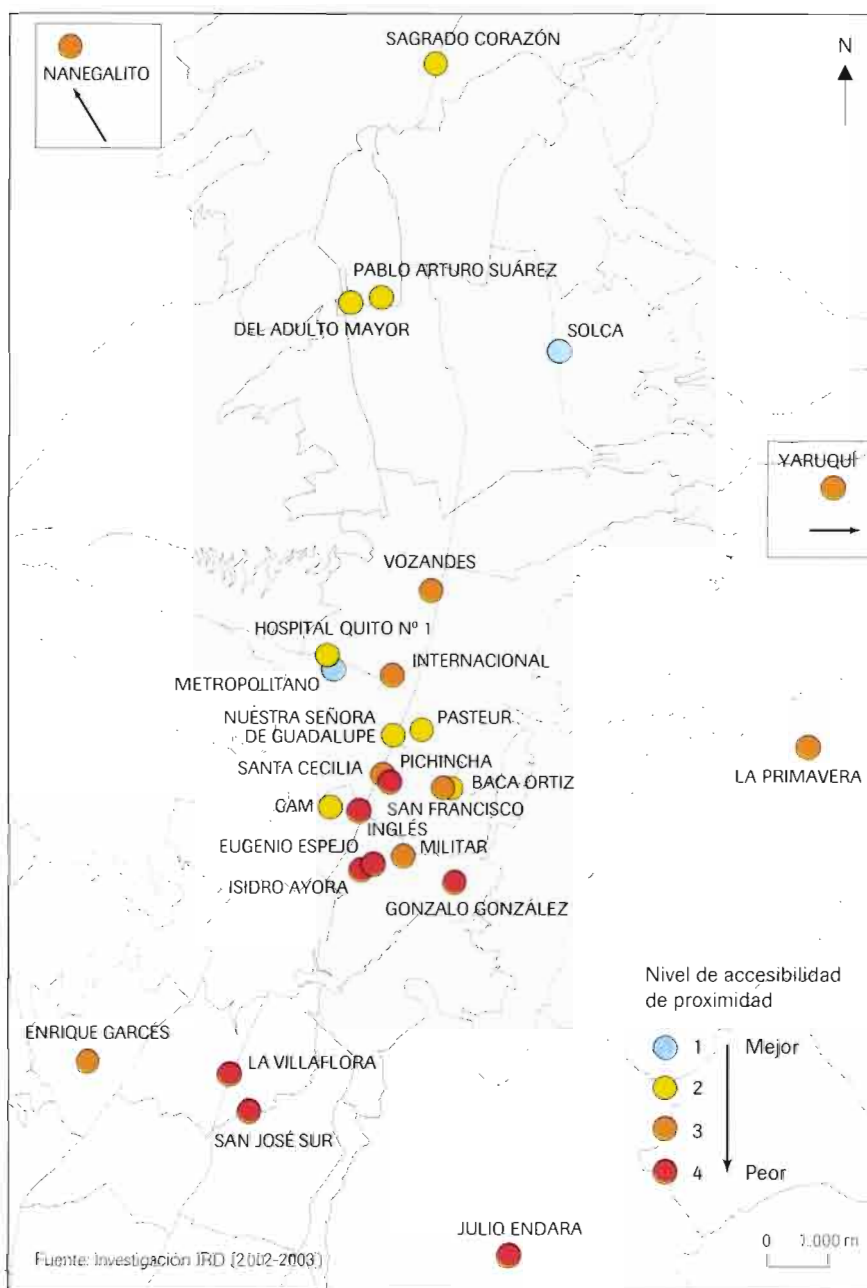 SAGRADO CORAZÓN
N
NANEGALITO
PABLO ARTURO SUÁREZ
DEL ADULTO MAYOR
SOLCA
YARUQUÍ
VOZANDES
HOSPITAL QUITO Nº 1
INTERNACIONAL
METROPOLITANO
NUESTRA SEÑORA
DE GUADALUPE
PASTEUR
SANTA CECILIA
PICHINCHA
LA PRIMAVERA
BACA ORTIZ
CAM
SAN FRANCISCO
INGLÉS
EUGENIO ESPEJO
MILITAR
ISIDRO AYORA
GONZALO GONZÁLEZ
Nivel de accesibilidad
de proximidad
ENRIQUE GARCÉS
LA VILLAFLORA
1 Mejor
2
3
4 Peor
SAN JOSÉ SUR
JULIO ENDARA
0 1.000 m
Fuente: Investigación IRD (2002-2003)